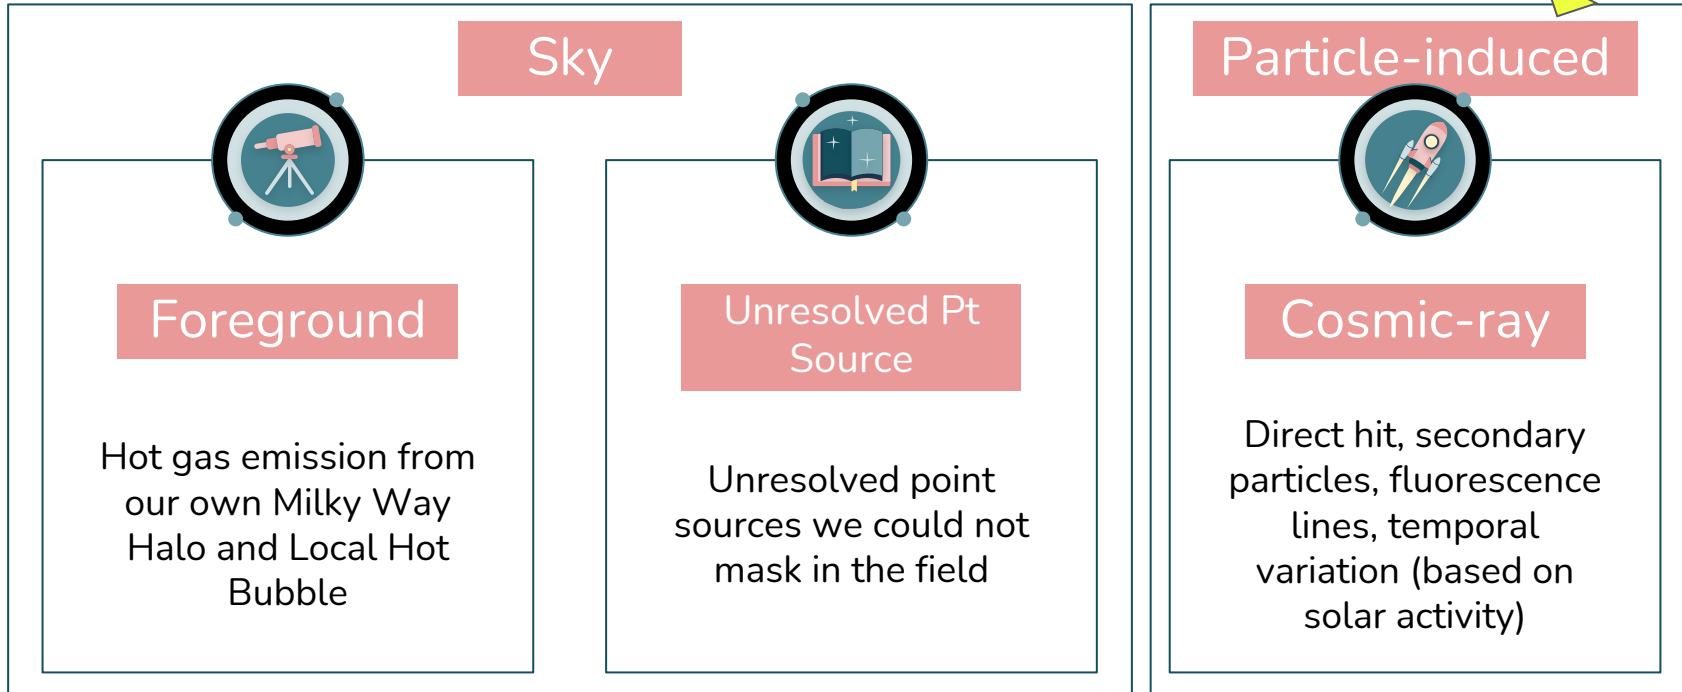 Sky
Particle-induced
Foreground
Hot gas emission from
our own Milky Way
Halo and Local Hot
Bubble
Unresolved Pt
Source
Unresolved point
sources we could not
mask in the field
Cosmic-ray
Direct hit, secondary
particles, fluorescence
lines, temporal
variation (based on
solar activity)